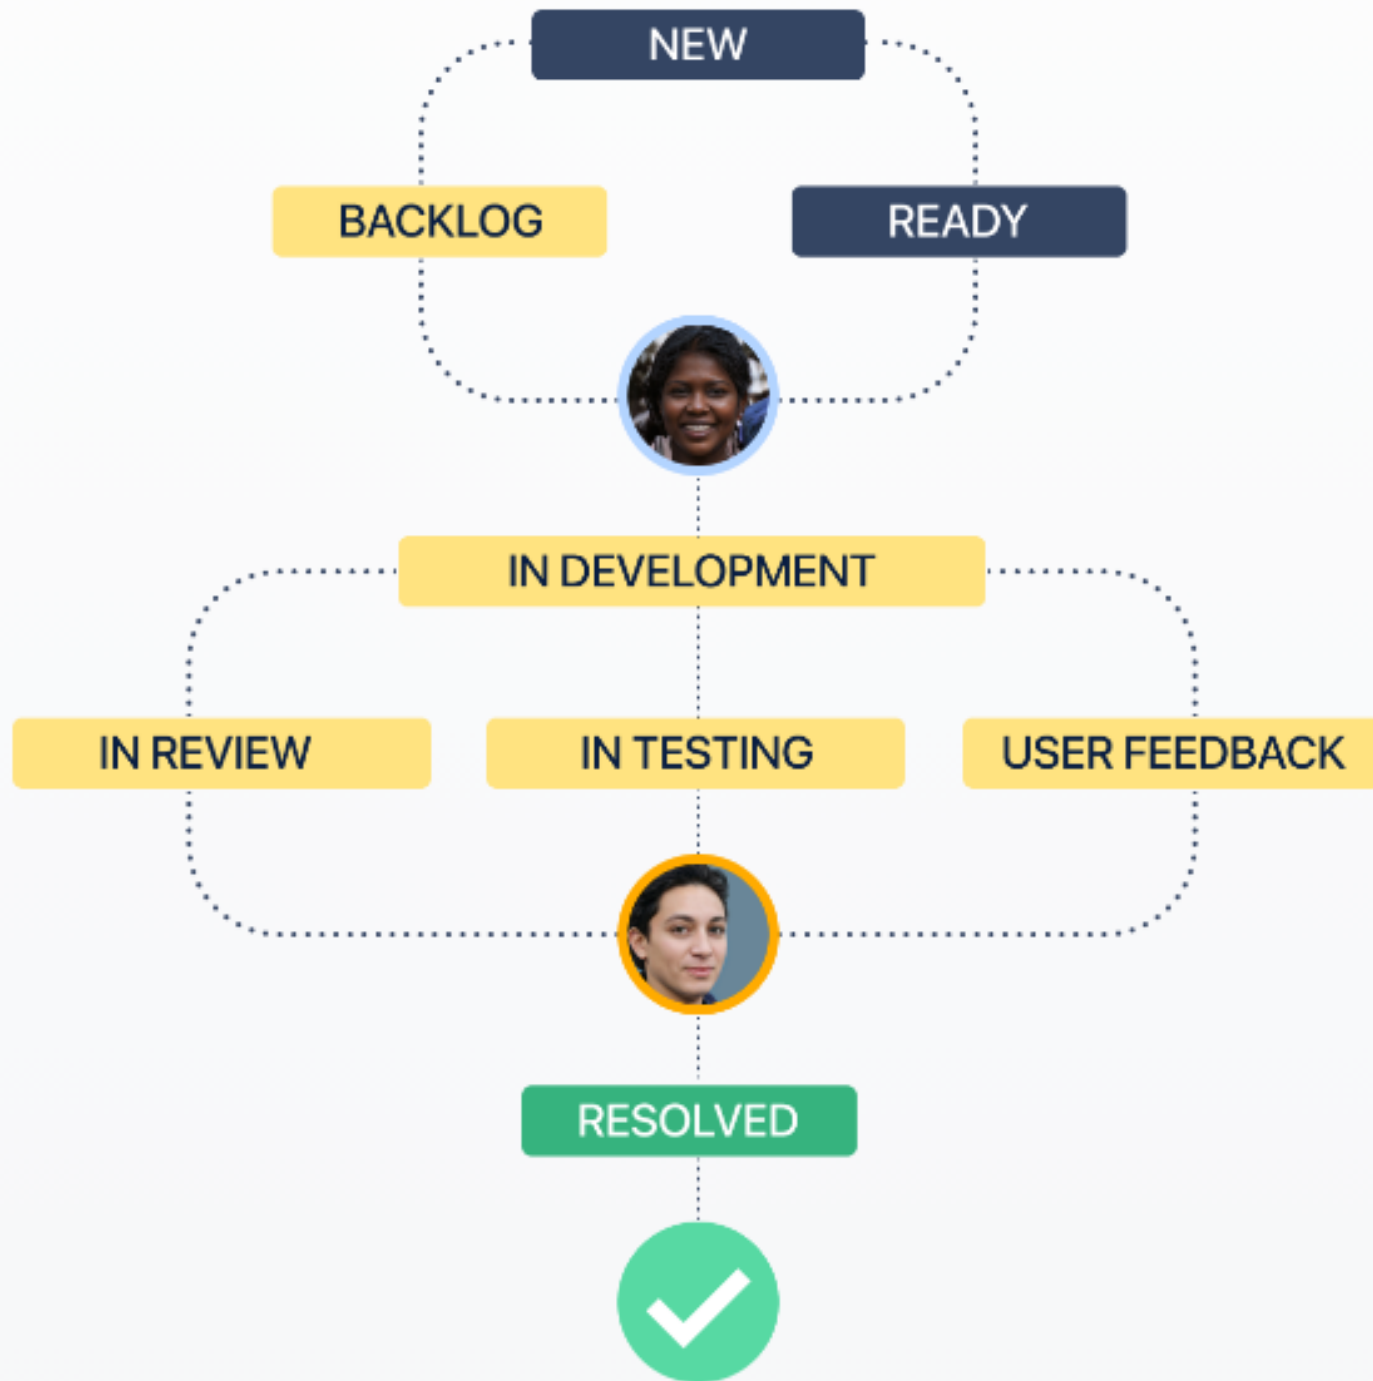 NEW
BACKLOG
READY
IN DEVELOPMENT
IN REVIEW
IN TESTING
USER FEEDBACK
RESOLVED